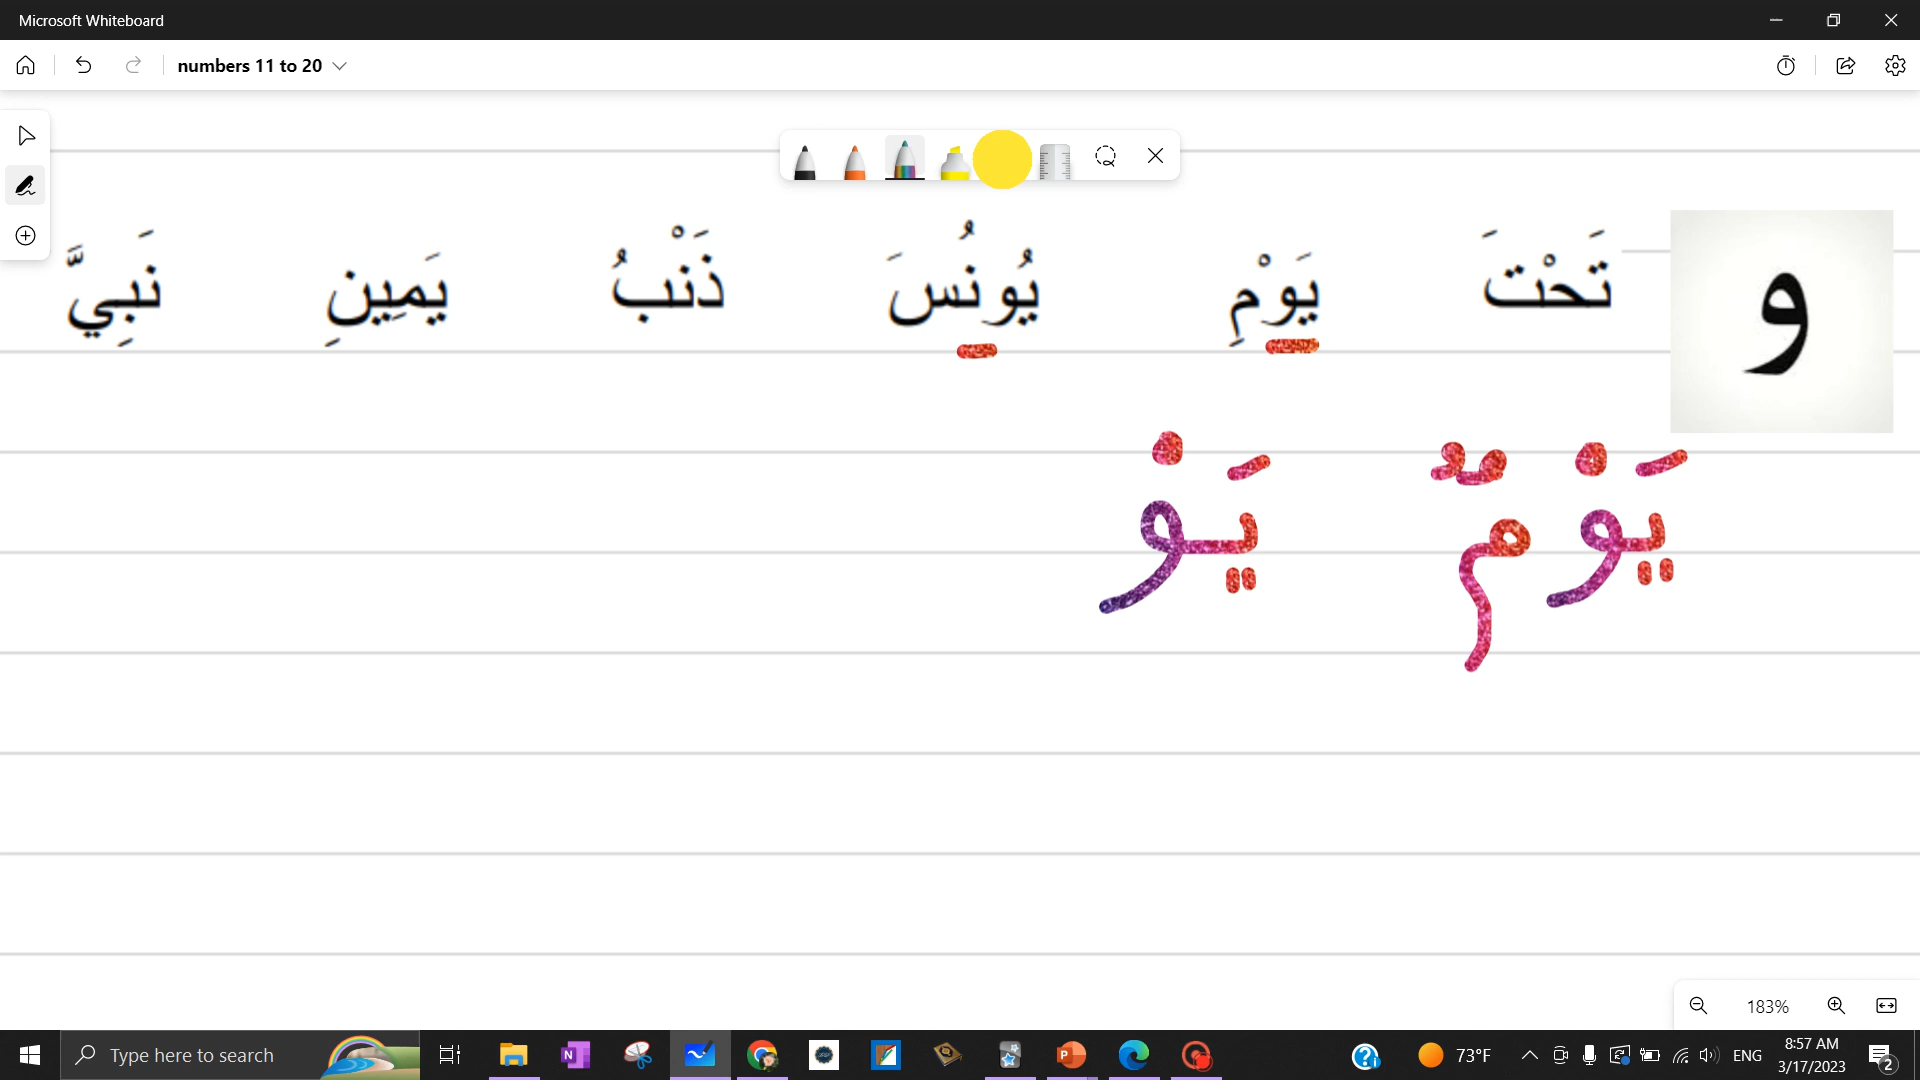 Microsoft Whiteboard
numbers 11 to 20
و
تَحْتَ يَوْمِ يُونُسَ ذَنْبُ يَمِينِ نَبِيَّ
يَوْمٌ يَوْ
183%
Type here to search
73°F ENG 8:57 AM
3/17/2023
2